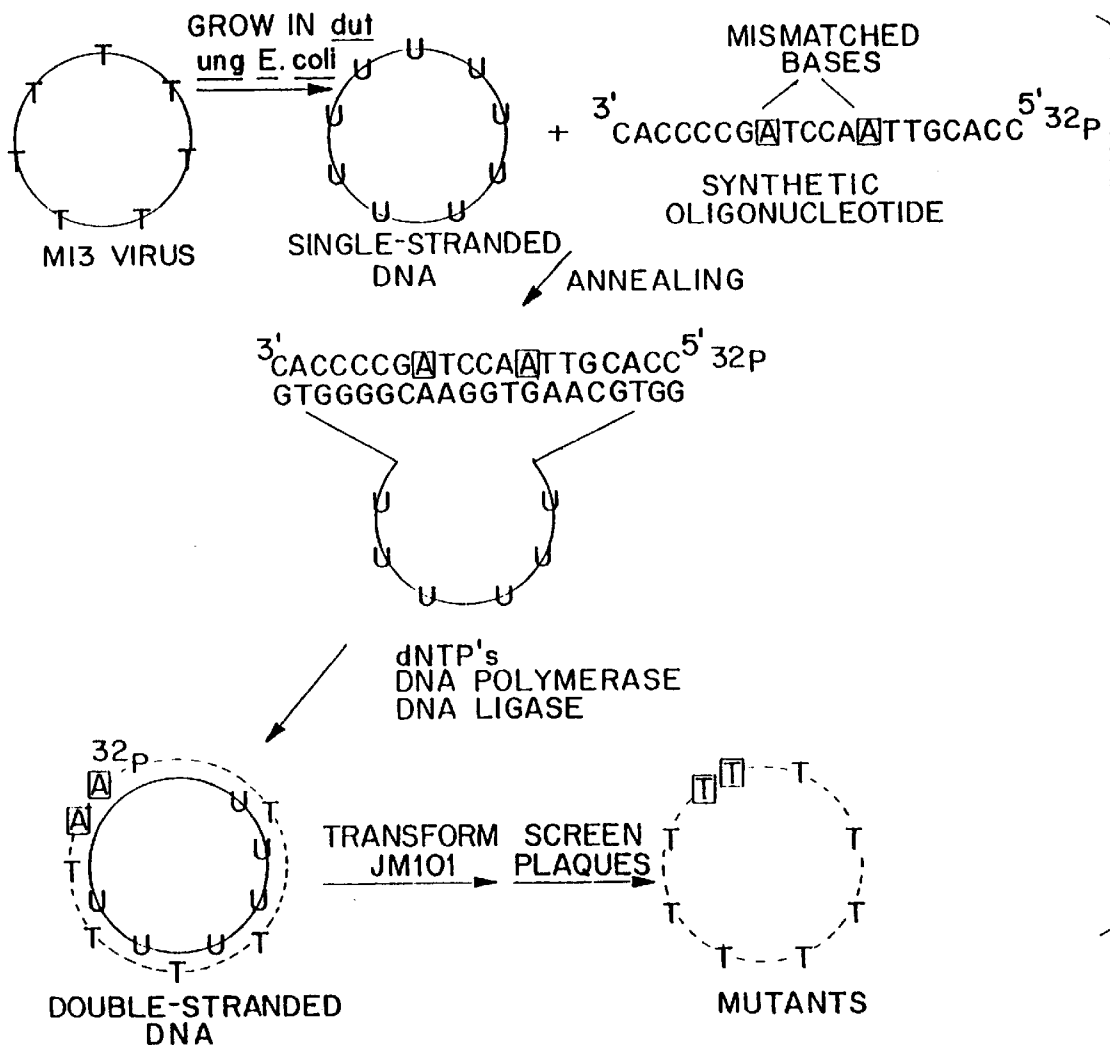 GROW IN dut
ung E. coli
MISMATCHED
BASES
T
T
T
T
T
T
T
U
U
U
U
U
U
U
U
U
+
3' CACCCCGATCCAATTGCACC 5' 32P
SYNTHETIC
OLIGONUCLEOTIDE
M13 VIRUS
SINGLE-STRANDED
DNA
ANNEALING
3' CACCCCGATCCAATTGCACC 5' 32P
GTGGGGCAAGGTGAACGTGG
U
U
U
U
U
U
U
dNTP's
DNA POLYMERASE
DNA LIGASE
32P
A
A
U
T
T
U
U
U
T
U
U
T
T
TRANSFORM
JM101
SCREEN
PLAQUES
T
T
T
T
T
T
T
T
T
DOUBLE-STRANDED
DNA
MUTANTS